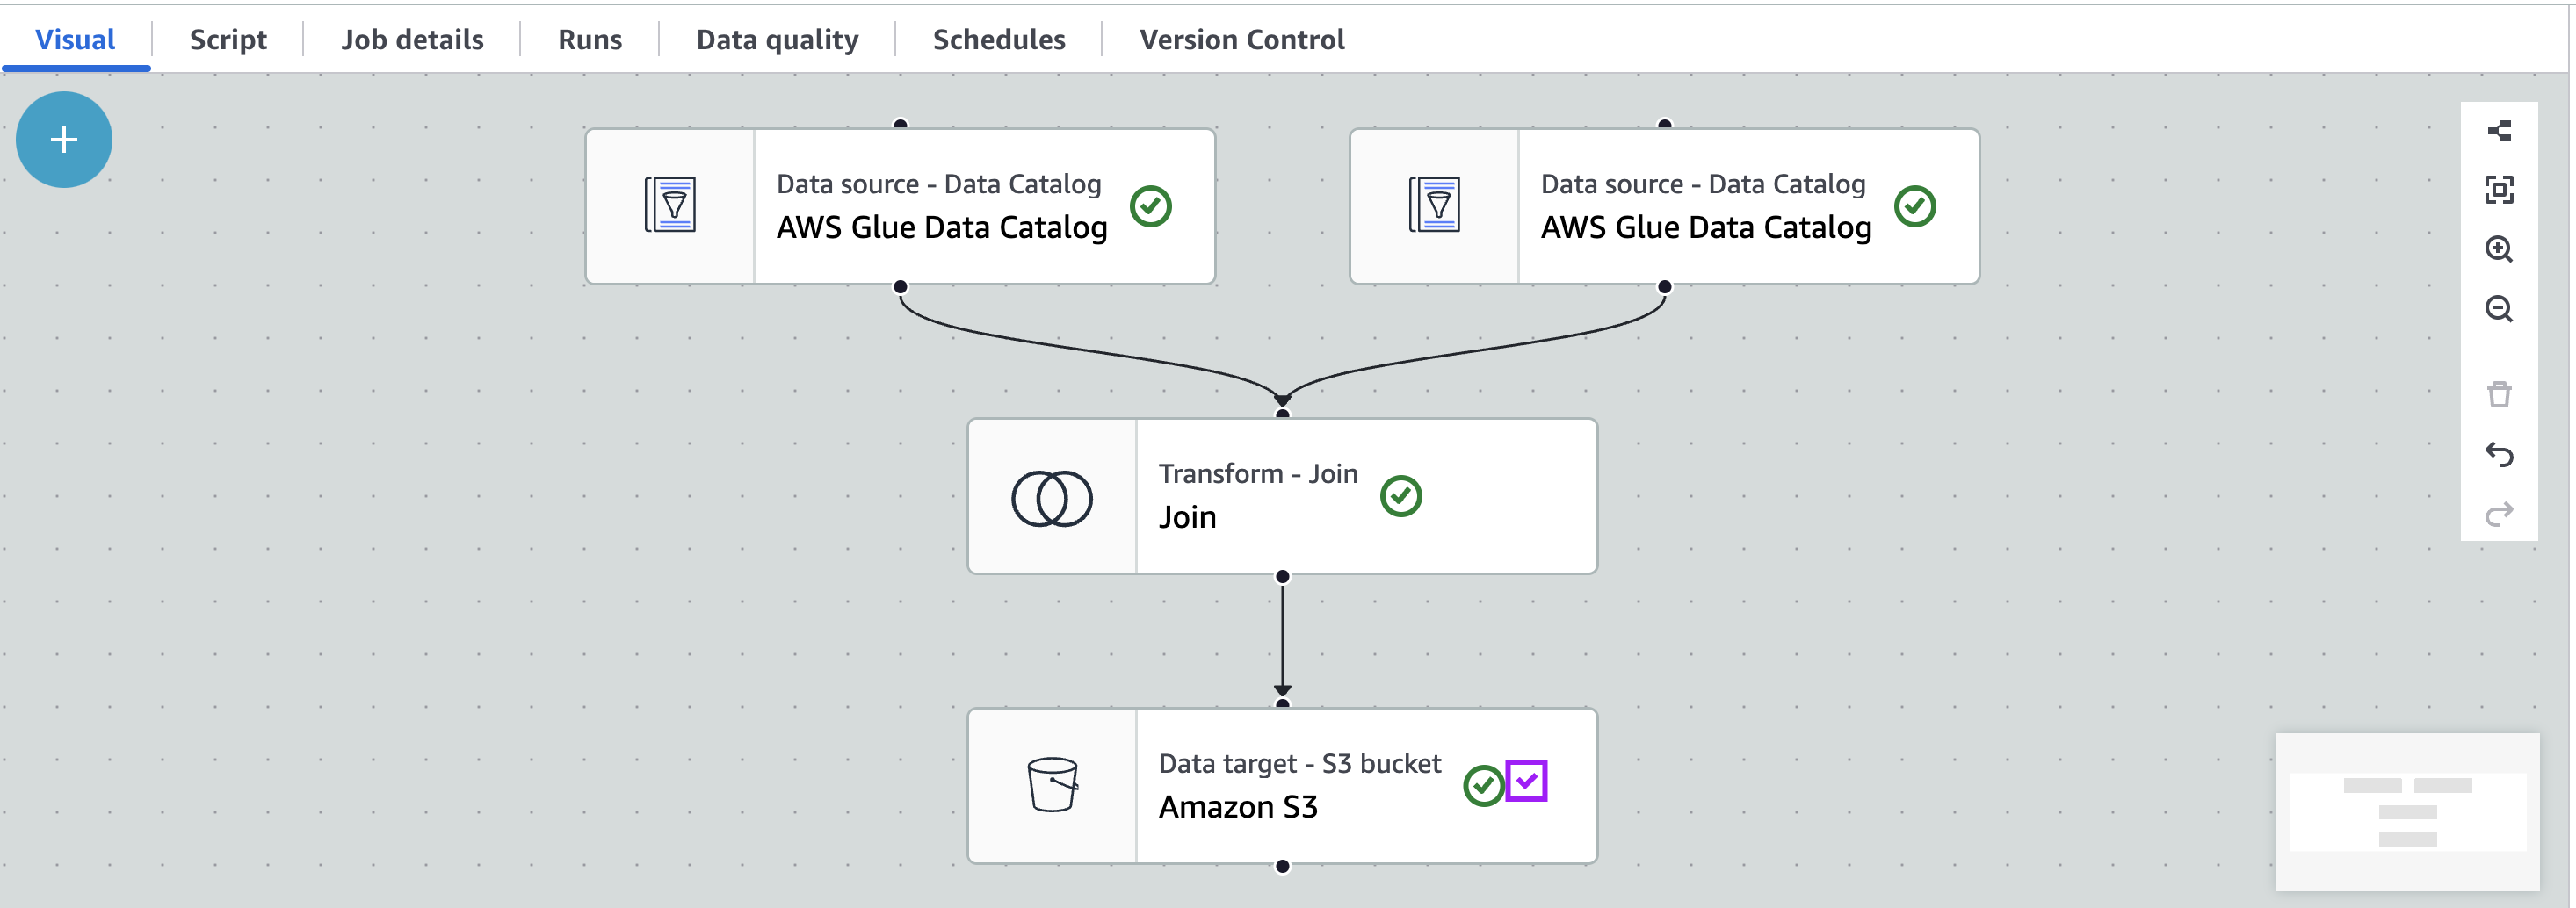 Visual
Script
Job details
Runs
Data quality
Schedules
Version Control
Data source - Data Catalog
AWS Glue Data Catalog
Data source - Data Catalog
AWS Glue Data Catalog
Transform - Join
Join
Data target - S3 bucket
Amazon S3